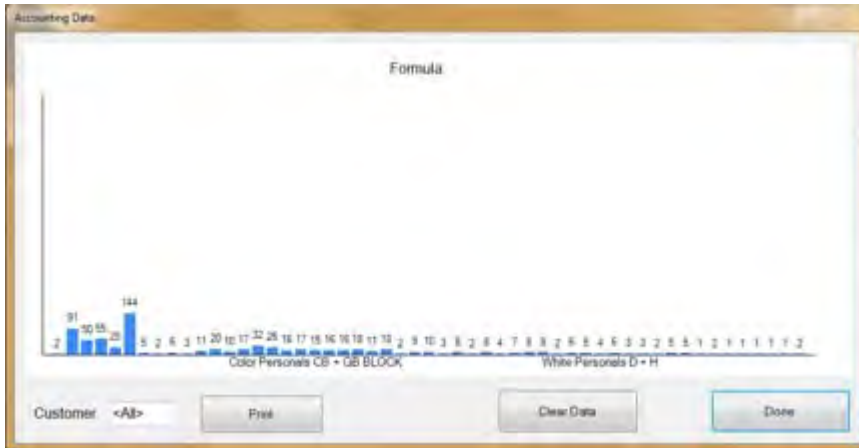 Accounting Data
Formula
2 91 50 55 25 144 5 2 6 3 11 20 10 17 32 25 16 17 15 16 16 18 11 18 2 9 10 3 8 2 8 4 7 8 8 2 6 5 4 6 3 3 2 5 5 1 2 1 1 1 1 1 2
Color Personals CB + GB BLOCK
White Personals D + H
Customer <All> Print Clear Data Done